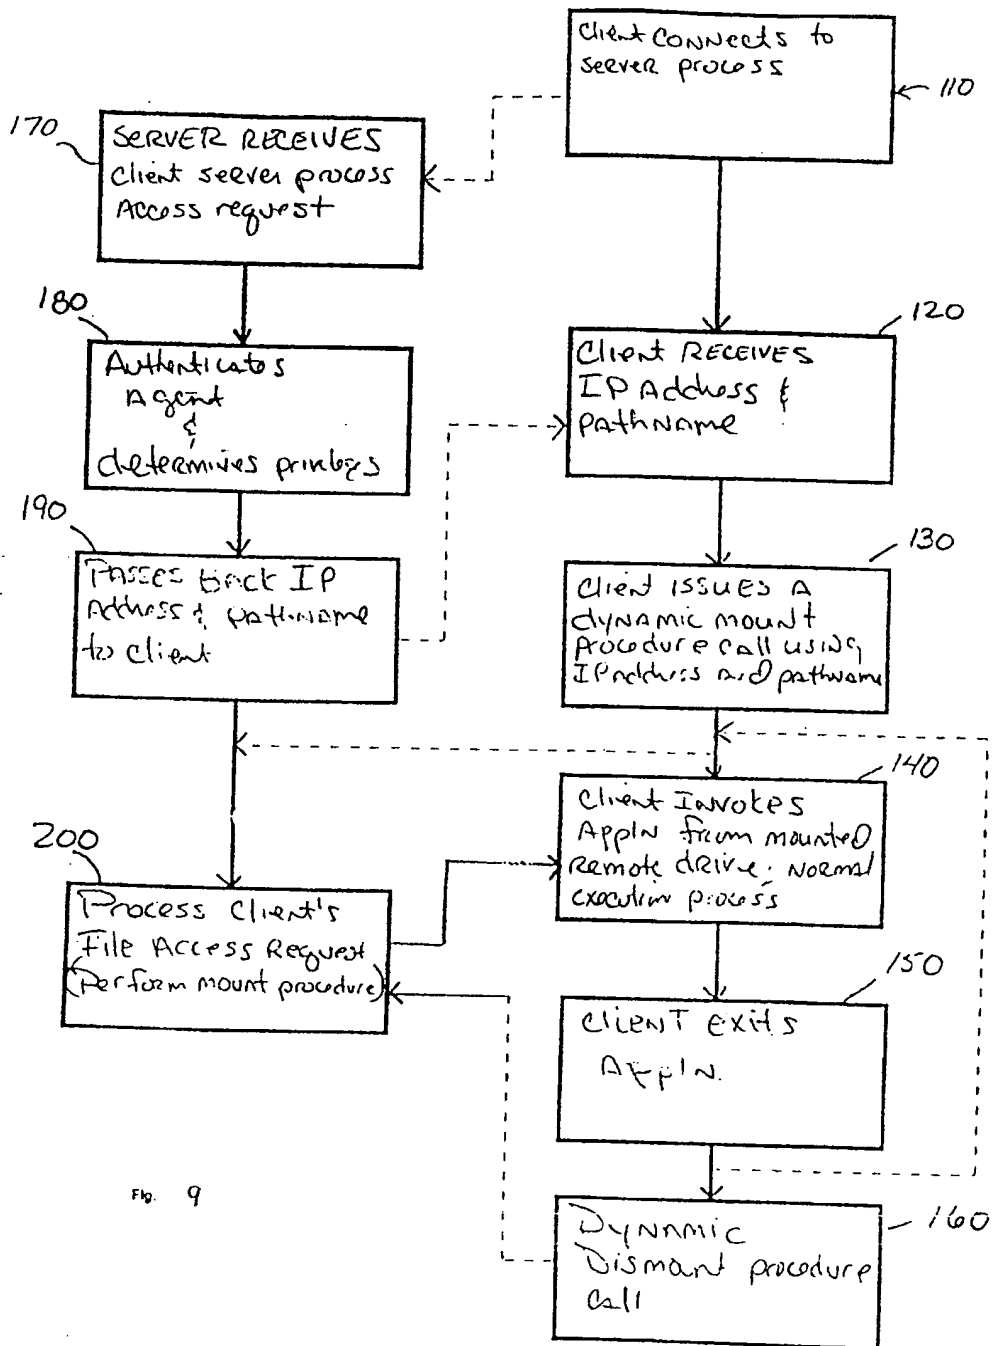 Client connects to
server process
110
170
SERVER RECEIVES
Client server process
Access request
180
Authenticates
Agent
&
determines privlegs
120
Client RECEIVES
IP Address &
pathname
190
Passes back IP
Address & pathname
to client
130
Client issues a
dynamic mount
procedure call using
IP address and pathname
140
Client Invokes
Appln from mounted
Remote drive: Normal
execution process
200
Process Client's
File Access Request
(Perform mount procedure)
150
Client exits
Appln.
160
Dynamic
Dismount procedure
call
Fig. 9